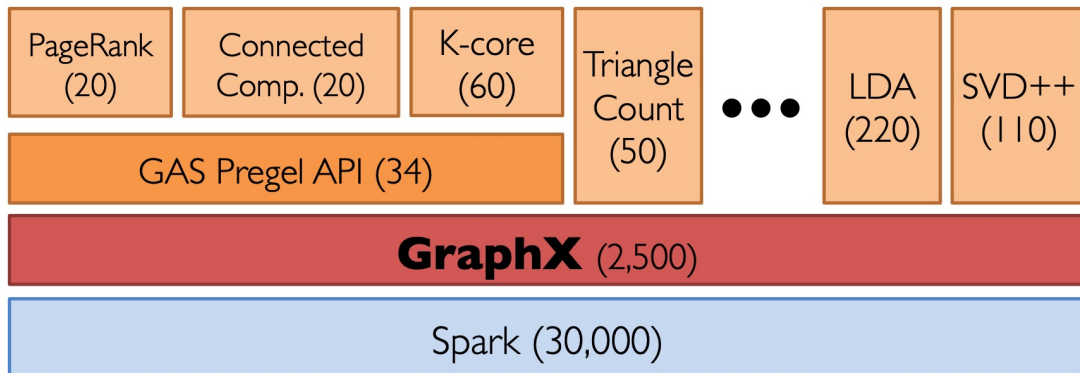 PageRank
(20)
Connected
Comp. (20)
K-core
(60)
Triangle
Count
(50)
LDA
(220)
SVD++
(110)
GAS Pregel API (34)
GraphX (2,500)
Spark (30,000)